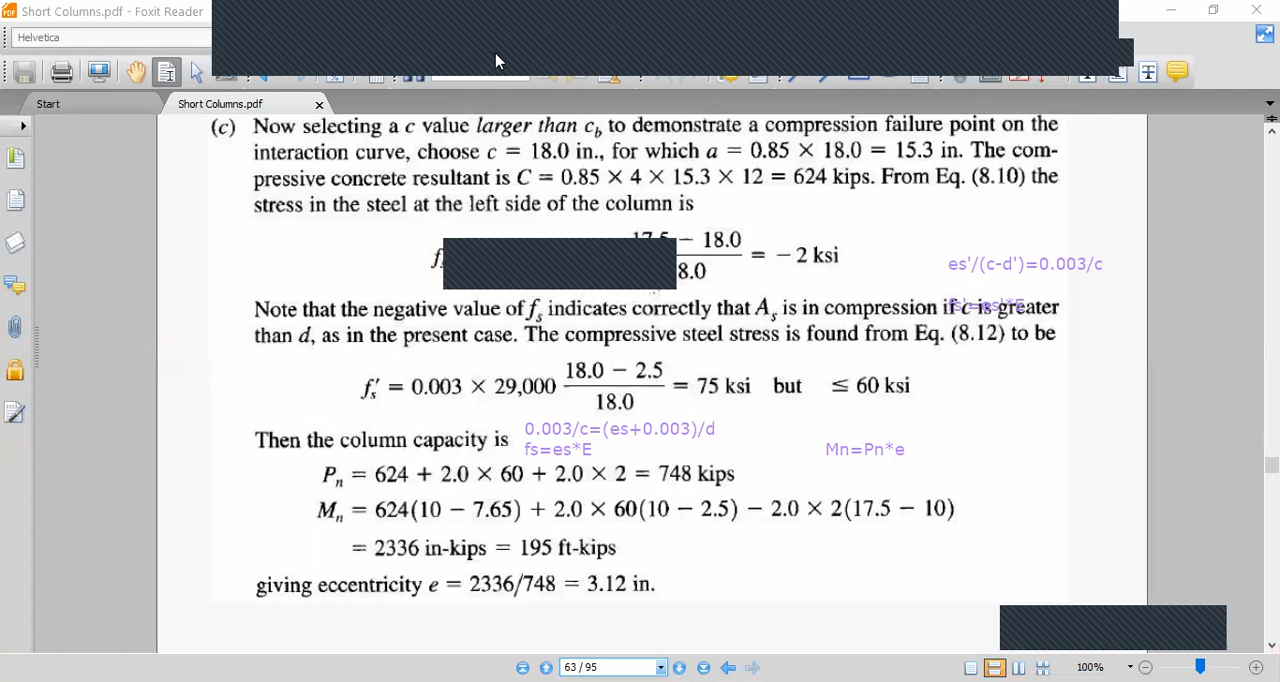 Short Columns.pdf - Foxit Reader
Helvetica
Start
Short Columns.pdf
(c) Now selecting a c value larger than c_b to demonstrate a compression failure point on the
interaction curve, choose c = 18.0 in., for which a = 0.85 × 18.0 = 15.3 in. The com-
pressive concrete resultant is C = 0.85 × 4 × 15.3 × 12 = 624 kips. From Eq. (8.10) the
stress in the steel at the left side of the column is
− 18.0
= − 2 ksi
8.0
es'/(c-d')=0.003/c
Note that the negative value of f_s indicates correctly that A_s is in compression if c is greater
than d, as in the present case. The compressive steel stress is found from Eq. (8.12) to be
f_s' = 0.003 × 29,000 (18.0 − 2.5)/18.0 = 75 ksi but ≤ 60 ksi
0.003/c=(es+0.003)/d
Then the column capacity is
fs=es*E
Mn=Pn*e
P_n = 624 + 2.0 × 60 + 2.0 × 2 = 748 kips
M_n = 624(10 − 7.65) + 2.0 × 60(10 − 2.5) − 2.0 × 2(17.5 − 10)
= 2336 in-kips = 195 ft-kips
giving eccentricity e = 2336/748 = 3.12 in.
63 / 95
100%